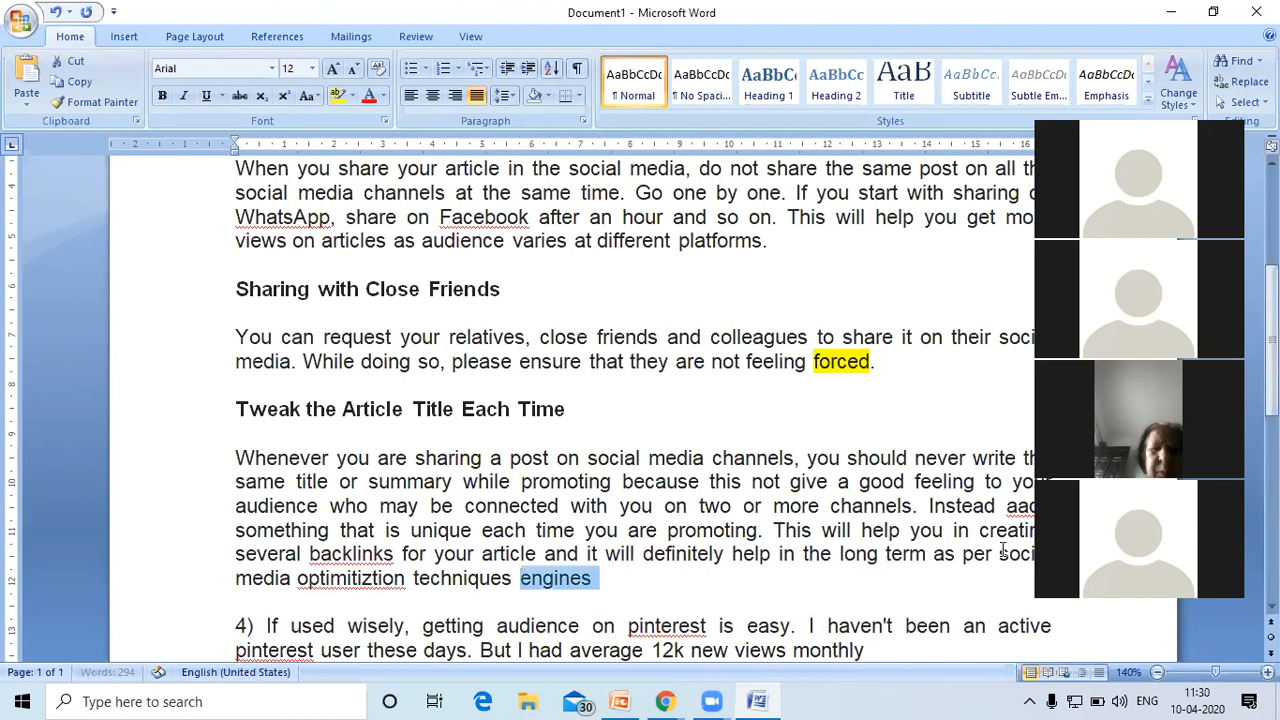 Document1 - Microsoft Word
Home Insert Page Layout References Mailings Review View
Cut
Copy
Format Painter
Paste
Clipboard
Arial 12
Font
Paragraph
AaBbCcDc AaBbCcDc AaBbC AaBbCc AaB AaBbCcL AaBbCcDc AaBbCcDc
¶ Normal ¶ No Spaci... Heading 1 Heading 2 Title Subtitle Subtle Em... Emphasis
Change Styles
Styles
Find
Replace
Select
Editing
When you share your article in the social media, do not share the same post on all th
social media channels at the same time. Go one by one. If you start with sharing o
WhatsApp, share on Facebook after an hour and so on. This will help you get mo
views on articles as audience varies at different platforms.
Sharing with Close Friends
You can request your relatives, close friends and colleagues to share it on their soci
media. While doing so, please ensure that they are not feeling forced.
Tweak the Article Title Each Time
Whenever you are sharing a post on social media channels, you should never write th
same title or summary while promoting because this not give a good feeling to you
audience who may be connected with you on two or more channels. Instead aad
something that is unique each time you are promoting. This will help you in creatin
several backlinks for your article and it will definitely help in the long term as per soci
media optimitiztion techniques engines
4) If used wisely, getting audience on pinterest is easy. I haven't been an active
pinterest user these days. But I had average 12k new views monthly
Page: 1 of 1 Words: 294 English (United States) 140%
Type here to search
30
ENG
11:30
10-04-2020